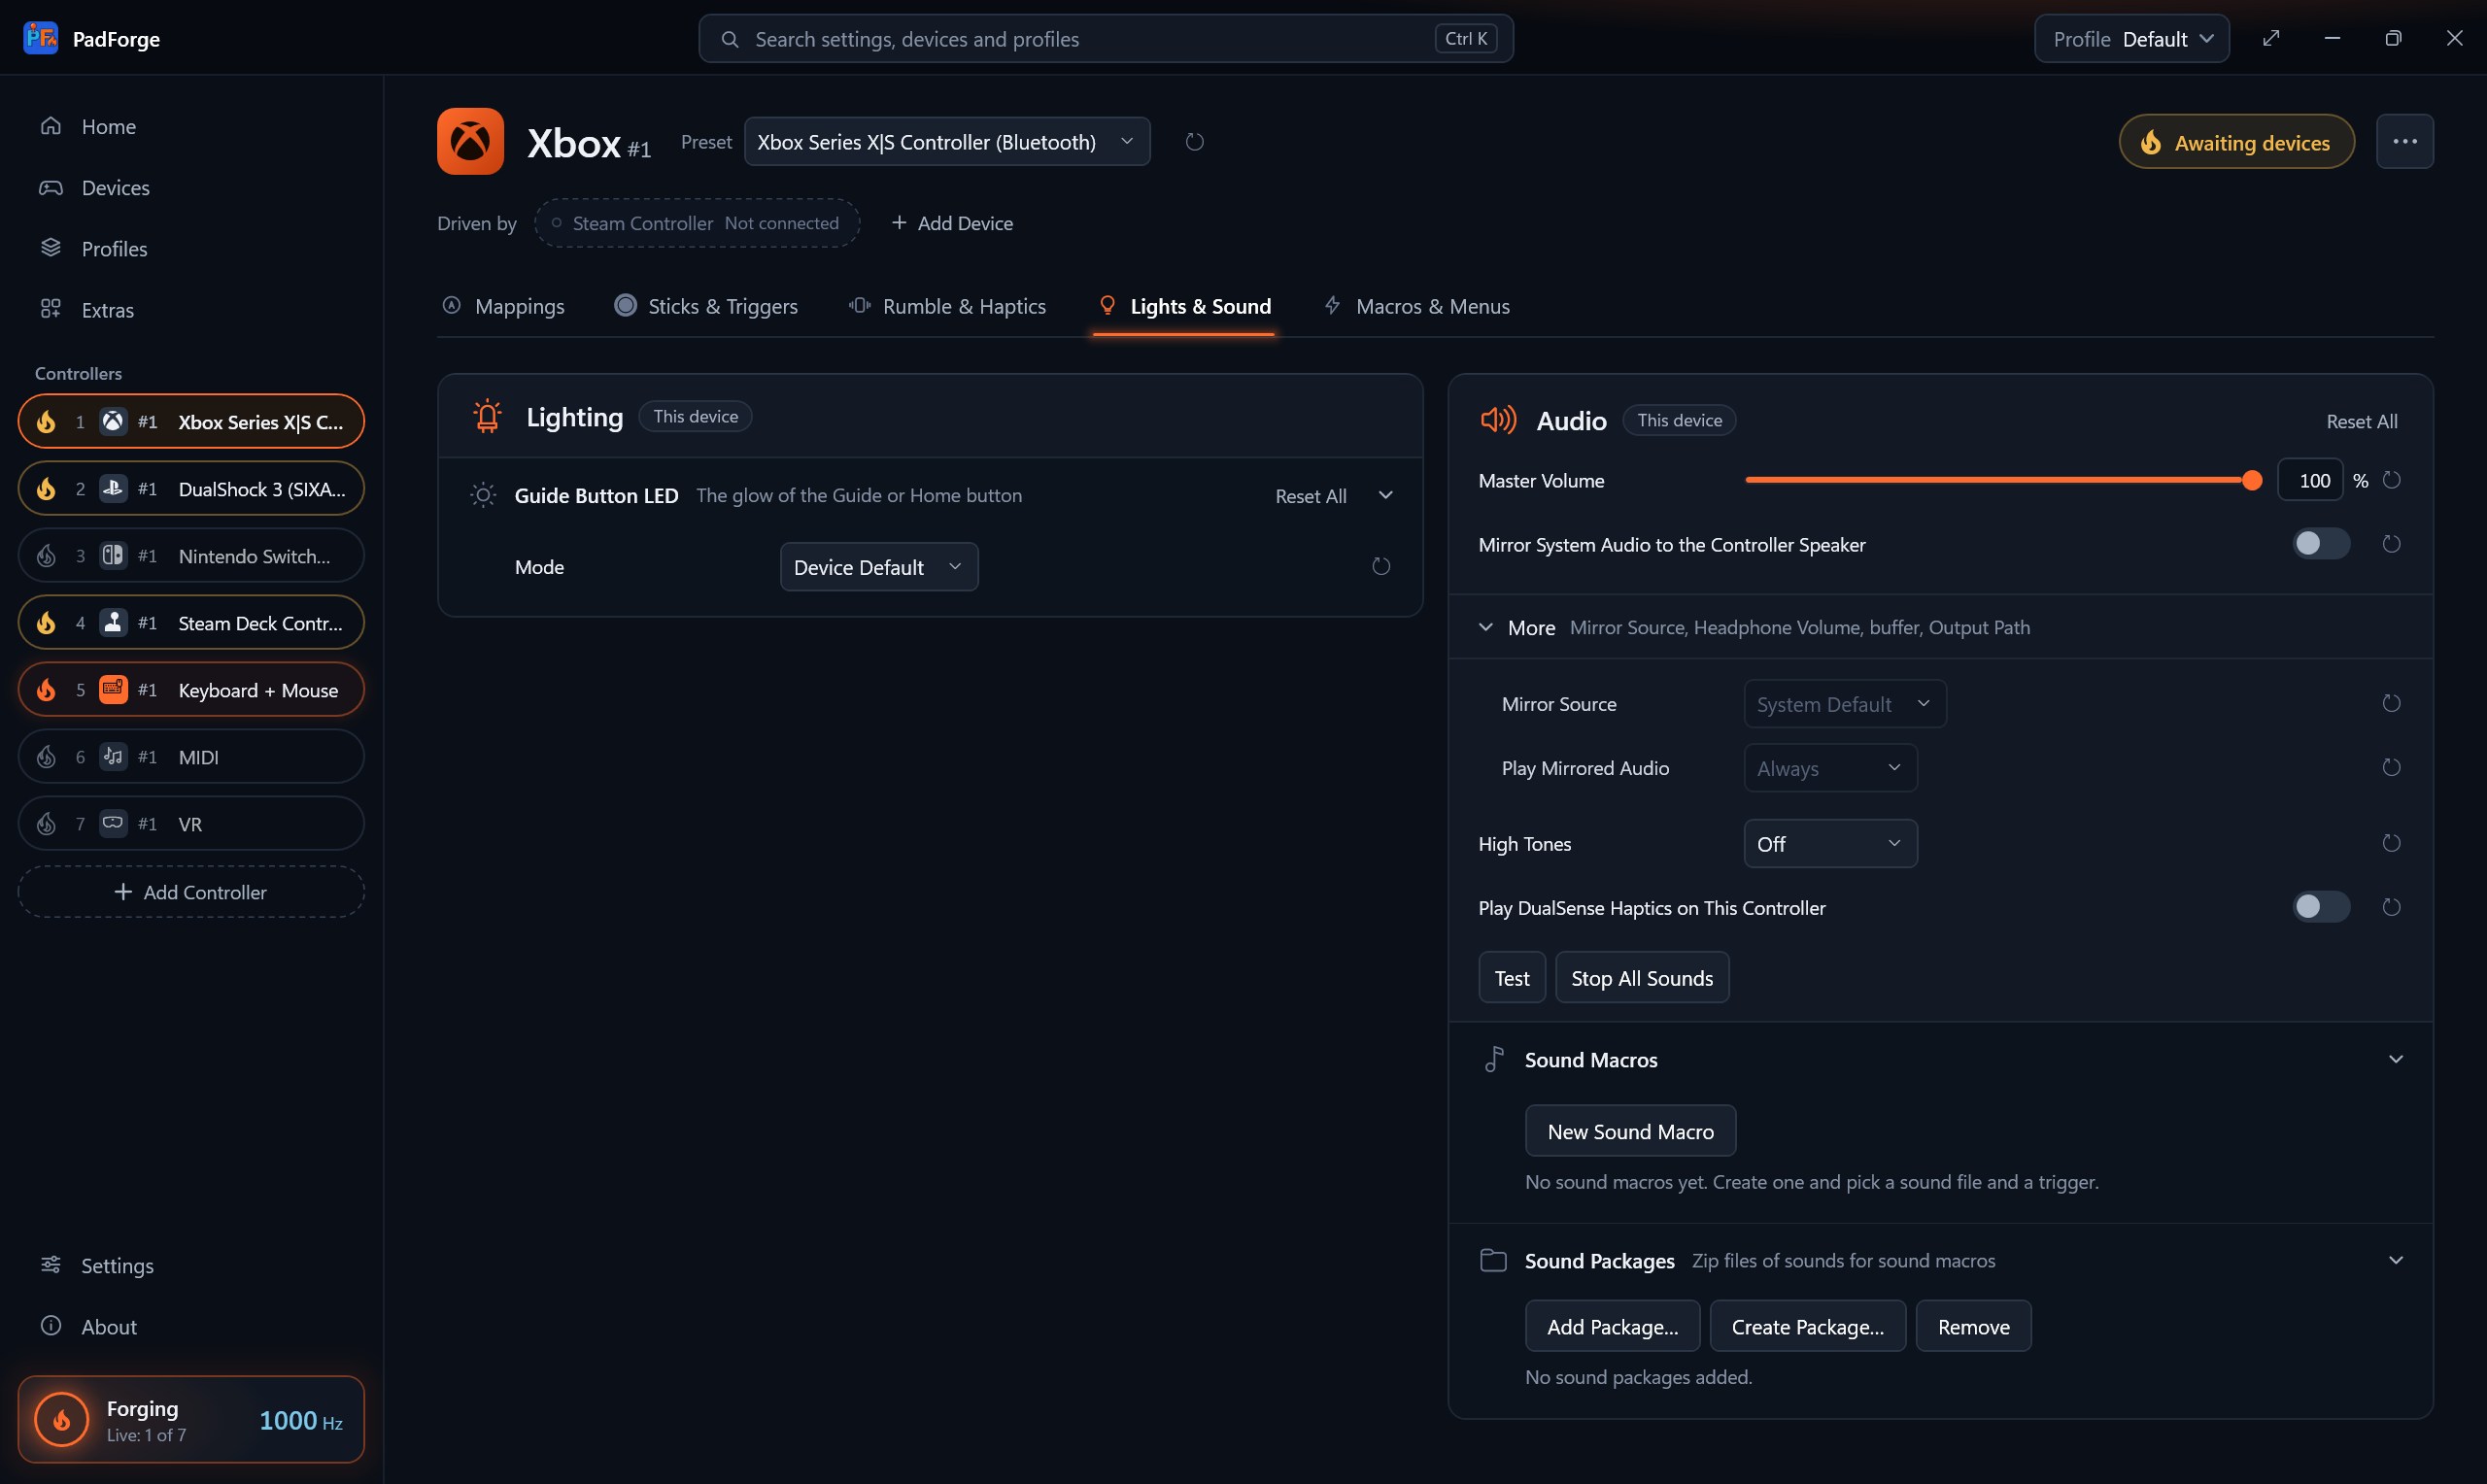 PadForge
Search settings, devices and profiles
Ctrl K
Profile Default
Home
Devices
Profiles
Extras
Controllers
1 #1 Xbox Series X|S C...
2 #1 DualShock 3 (SIXA...
3 #1 Nintendo Switch...
4 #1 Steam Deck Contr...
5 #1 Keyboard + Mouse
6 #1 MIDI
7 #1 VR
+ Add Controller
Settings
About
Forging
Live: 1 of 7
1000 Hz
Xbox #1
Preset
Xbox Series X|S Controller (Bluetooth)
Awaiting devices
Driven by
Steam Controller Not connected
+ Add Device
Mappings
Sticks & Triggers
Rumble & Haptics
Lights & Sound
Macros & Menus
Lighting
This device
Guide Button LED The glow of the Guide or Home button
Reset All
Mode
Device Default
Audio
This device
Reset All
Master Volume
100 %
Mirror System Audio to the Controller Speaker
More Mirror Source, Headphone Volume, buffer, Output Path
Mirror Source
System Default
Play Mirrored Audio
Always
High Tones
Off
Play DualSense Haptics on This Controller
Test
Stop All Sounds
Sound Macros
New Sound Macro
No sound macros yet. Create one and pick a sound file and a trigger.
Sound Packages Zip files of sounds for sound macros
Add Package...
Create Package...
Remove
No sound packages added.